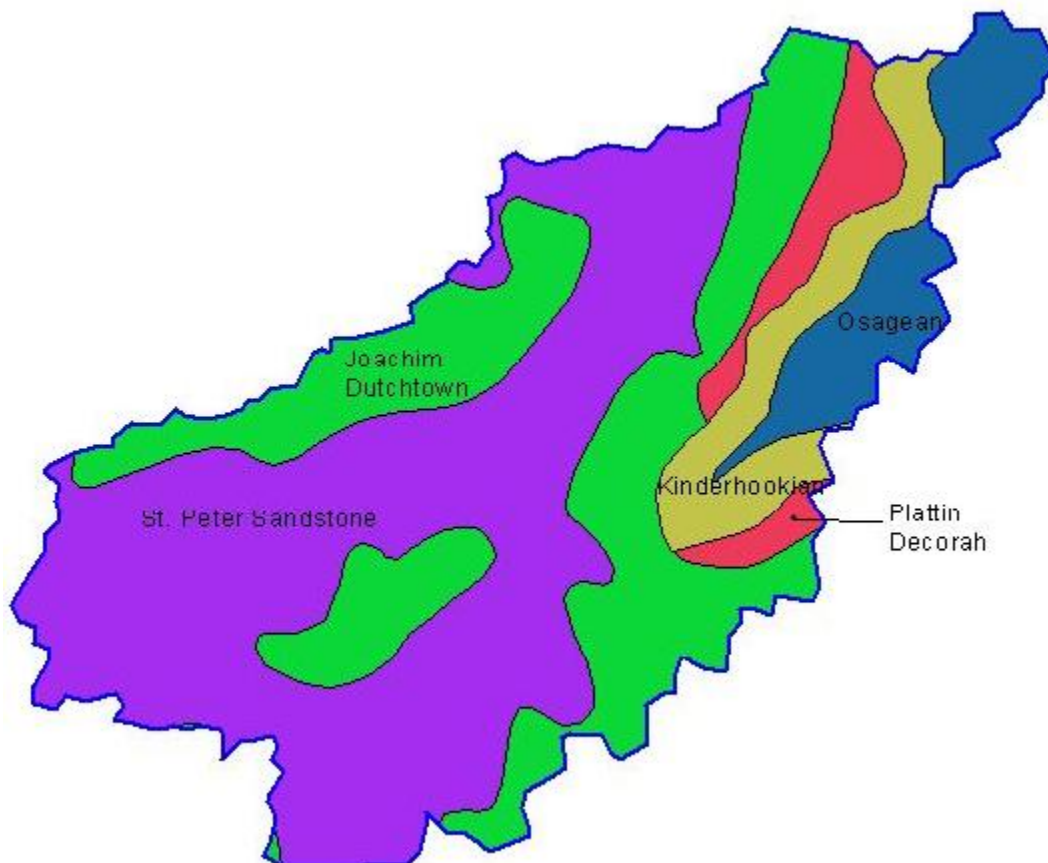 Osagean
Joachim
Dutchtown
Kinderhookian
St. Peter Sandstone
Plattin
Decorah